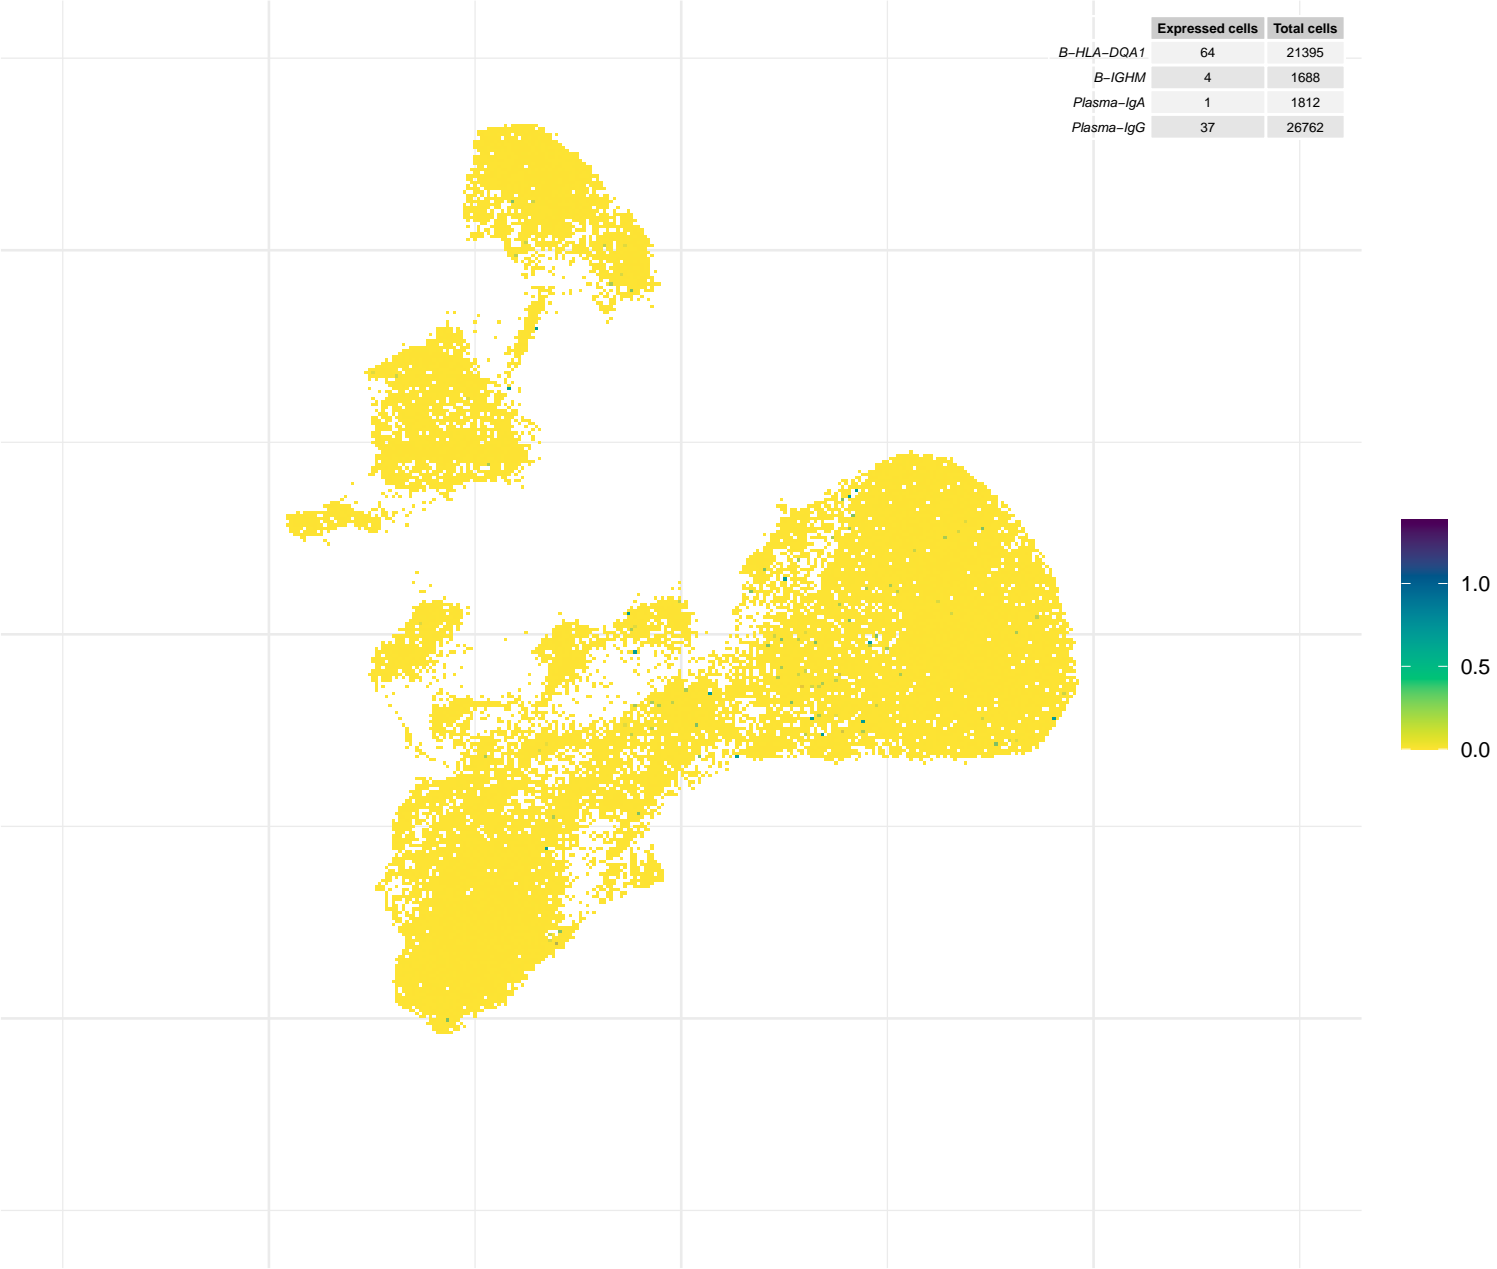 Expressed cells Total cells
B−HLA−DQA1 64 21395
B−IGHM 4 1688
Plasma−IgA 1 1812
Plasma−IgG 37 26762
1.0
0.5
0.0